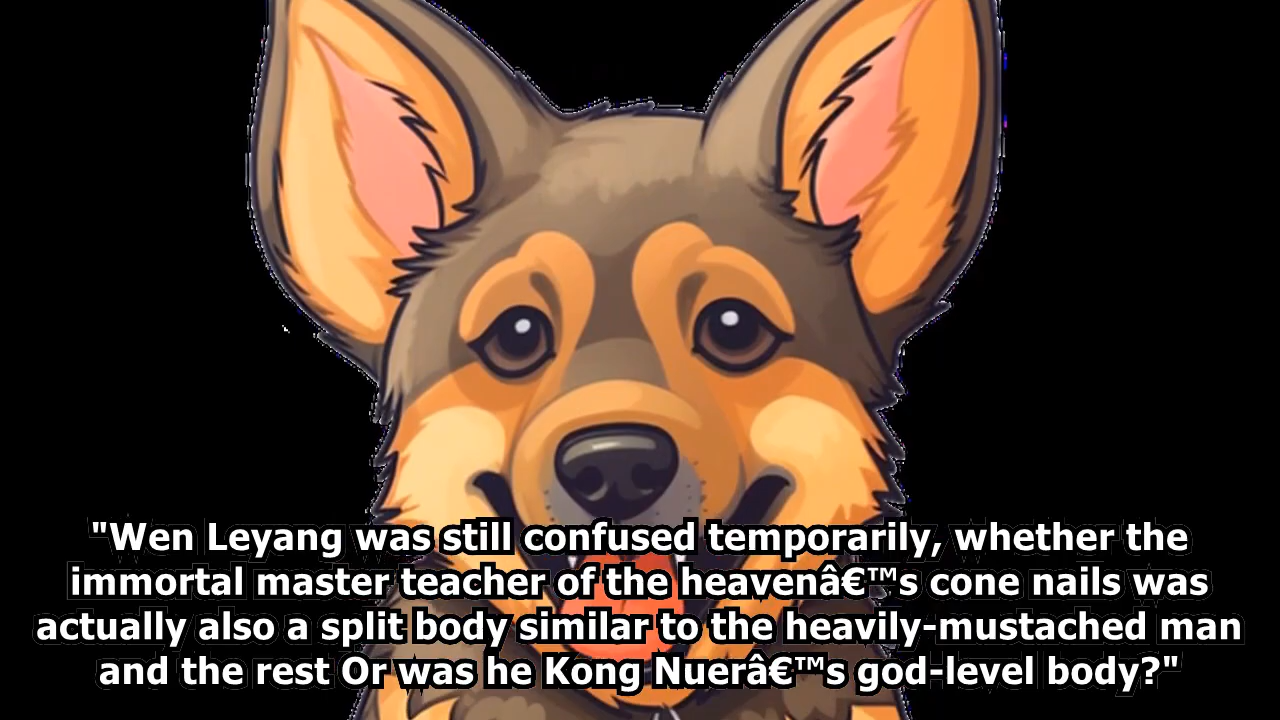 "Wen Leyang was still confused temporarily, whether the
immortal master teacher of the heavenâ€™s cone nails was
actually also a split body similar to the heavily-mustached man
and the rest Or was he Kong Nuerâ€™s god-level body?"